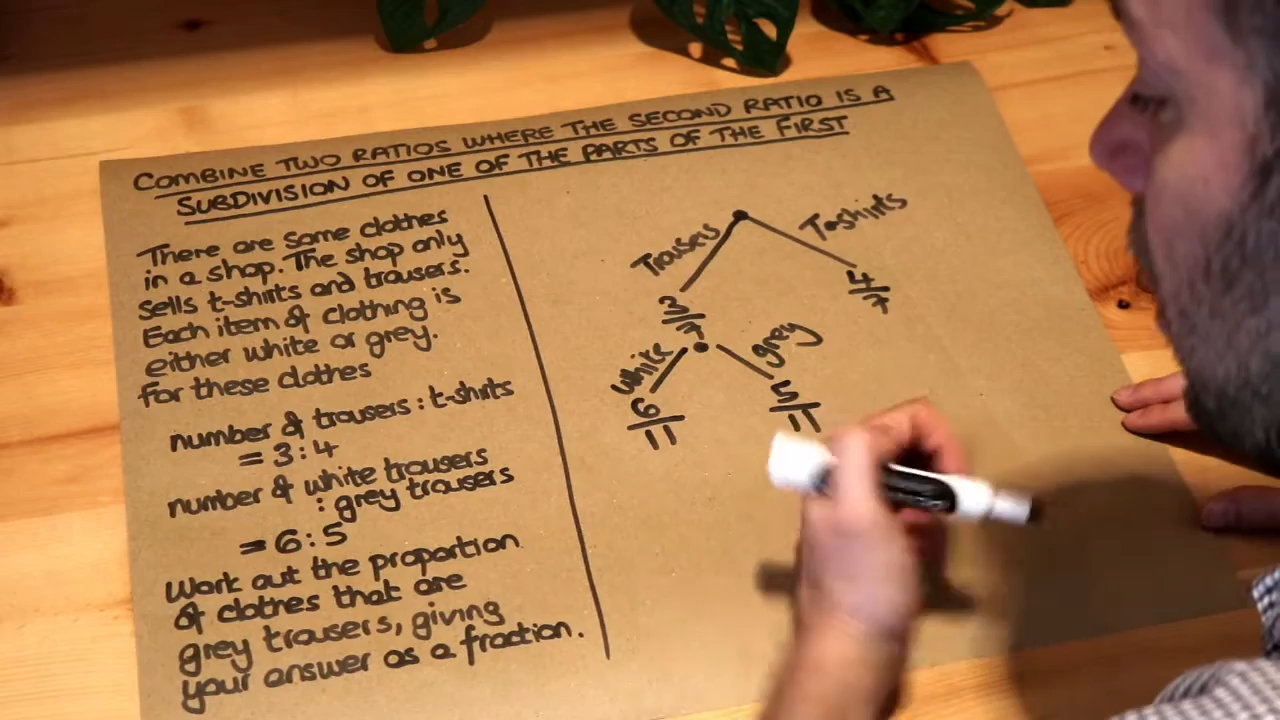 COMBINE TWO RATIOS WHERE THE SECOND RATIO IS A
SUBDIVISION OF ONE OF THE PARTS OF THE FIRST
There are some clothes
in a shop. The shop only
sells t-shirts and trousers.
Each item of clothing is
either white or grey.
for these clothes
number of trousers : t-shirts
= 3:4
number of white trousers
: grey trousers
= 6:5
Work out the proportion
of clothes that are
grey trousers, giving
your answer as a fraction.
Trousers
T-shirts
3/7
4/7
white
grey
6/11
5/11